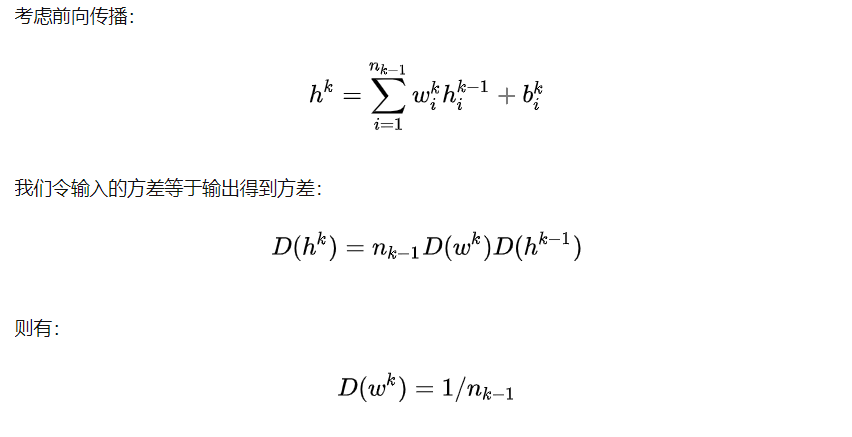 考虑前向传播：
$h^k = \sum_{i=1}^{n_{k-1}} w_i^k h_i^{k-1} + b_i^k$
我们令输入的方差等于输出得到方差：
$D(h^k) = n_{k-1} D(w^k) D(h^{k-1})$
则有：
$D(w^k) = 1/n_{k-1}$